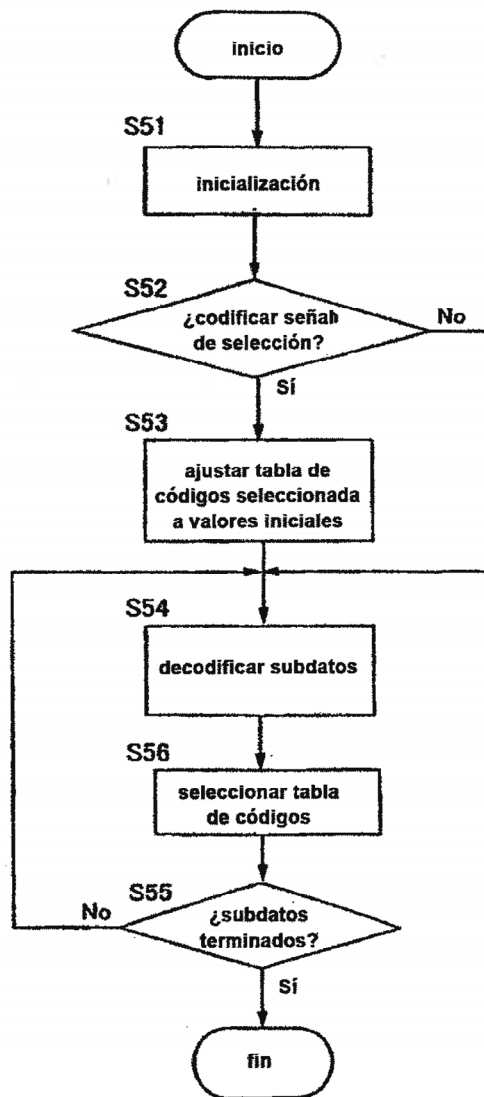 inicio
S51
inicialización
S52
¿codificar señal
de selección?
No
Sí
S53
ajustar tabla de
códigos seleccionada
a valores iniciales
S54
decodificar subdatos
S56
seleccionar tabla
de códigos
S55
No
¿subdatos
terminados?
Sí
fin